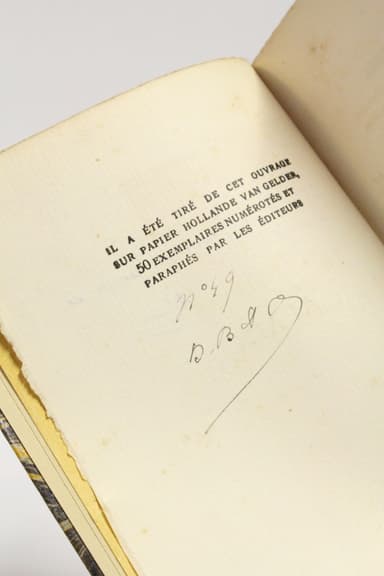 IL A ÉTÉ TIRÉ DE CET OUVRAGE
SUR PAPIER HOLLANDE VAN GELDER,
50 EXEMPLAIRES NUMÉROTÉS ET
PARAPHÉS PAR LES ÉDITEURS
N° 49